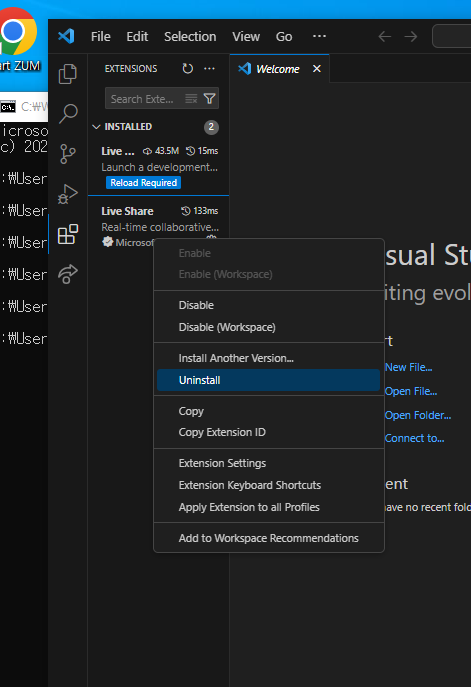 File Edit Selection View Go ···
art ZUM
EXTENSIONS
Welcome
C:₩W
Search Exte...
icroso
c) 202
INSTALLED 2
Live ... 43.5M 15ms
Launch a development...
Reload Required
:₩User
Live Share 133ms
Real-time collaborative...
Microsof
:₩User
:₩User
:₩User
:₩User
:₩User
Enable
Enable (Workspace)
Disable
Disable (Workspace)
Install Another Version...
Uninstall
Copy
Copy Extension ID
Extension Settings
Extension Keyboard Shortcuts
Apply Extension to all Profiles
Add to Workspace Recommendations
sual St
iting evol
rt
New File...
Open File...
Open Folder...
Connect to...
ent
ave no recent fold